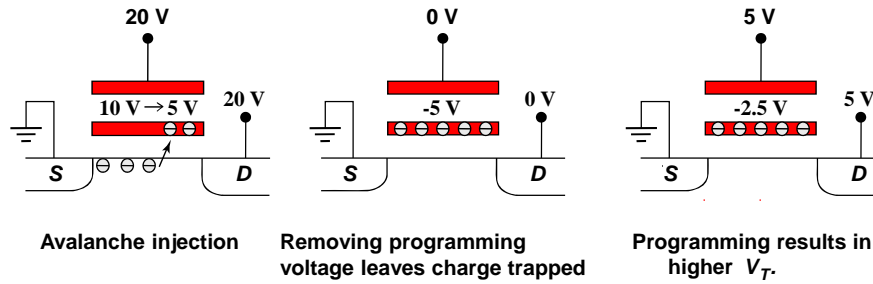 20 V
0 V
5 V
10 V → 5 V
20 V
-5 V
0 V
-2.5 V
5 V
S
D
S
D
S
D
Avalanche injection
Removing programming
voltage leaves charge trapped
Programming results in
higher V_T.